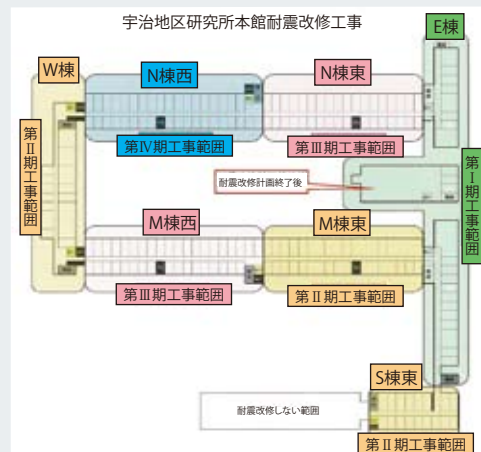 宇治地区研究所本館耐震改修工事
E棟
W棟
N棟西
N棟東
第Ⅳ期工事範囲
第Ⅲ期工事範囲
第Ⅱ期工事範囲
第Ⅰ期工事範囲
耐震改修計画終了後
M棟西
M棟東
第Ⅲ期工事範囲
第Ⅱ期工事範囲
S棟東
耐震改修しない範囲
第Ⅱ期工事範囲